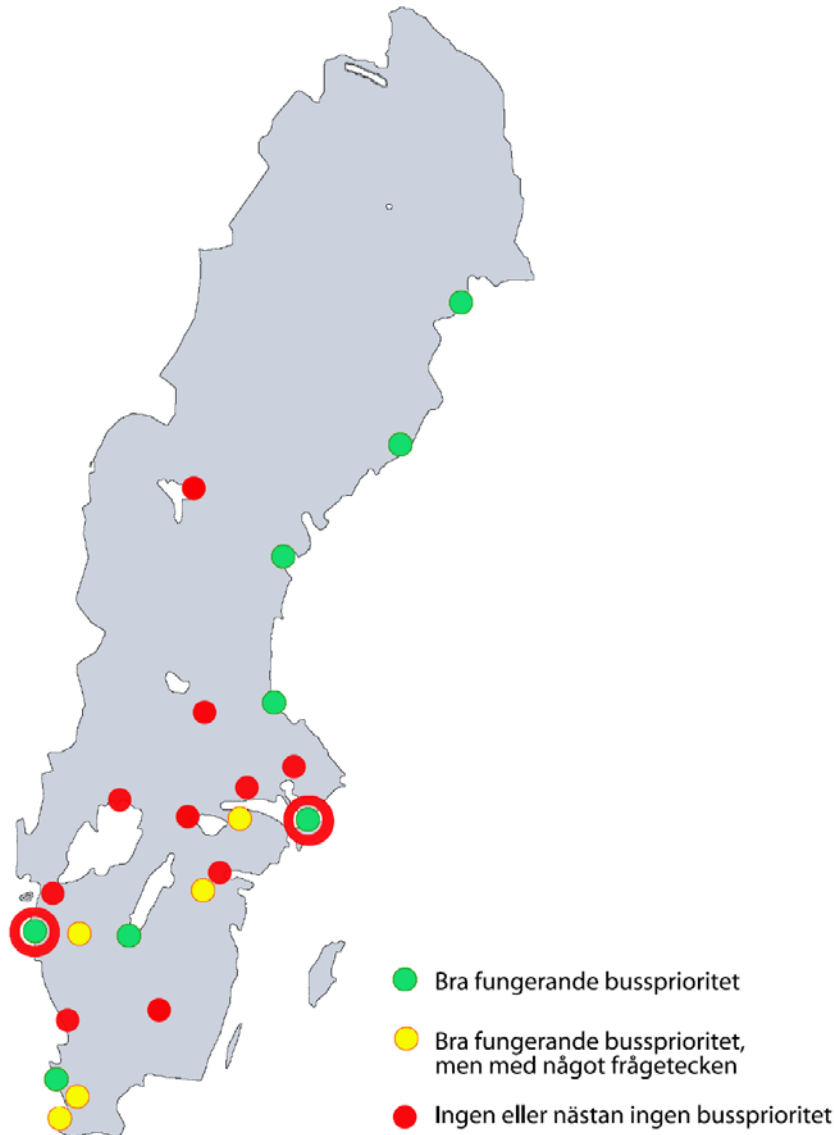 Bra fungerande bussprioritet
Bra fungerande bussprioritet,
men med något frågetecken
Ingen eller nästan ingen bussprioritet